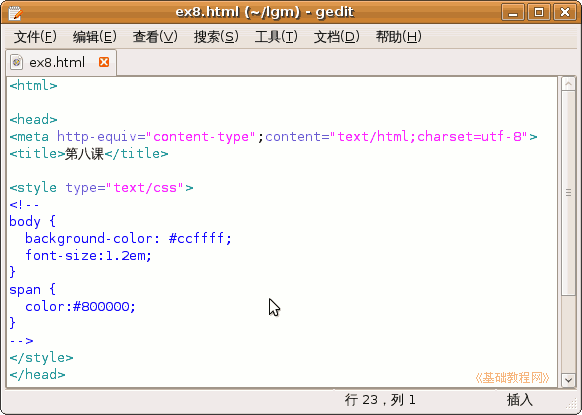 ex8.html (~/lgm) - gedit
文件(F) 编辑(E) 查看(V) 搜索(S) 工具(T) 文档(D) 帮助(H)
ex8.html
<html>
<head>
<meta http-equiv="content-type";content="text/html;charset=utf-8">
<title>第八课</title>
<style type="text/css">
<!--
body {
  background-color: #ccffff;
  font-size:1.2em;
}
span {
  color:#800000;
}
-->
</style>
</head>
《基础教程网》
行 23，列 1 插入